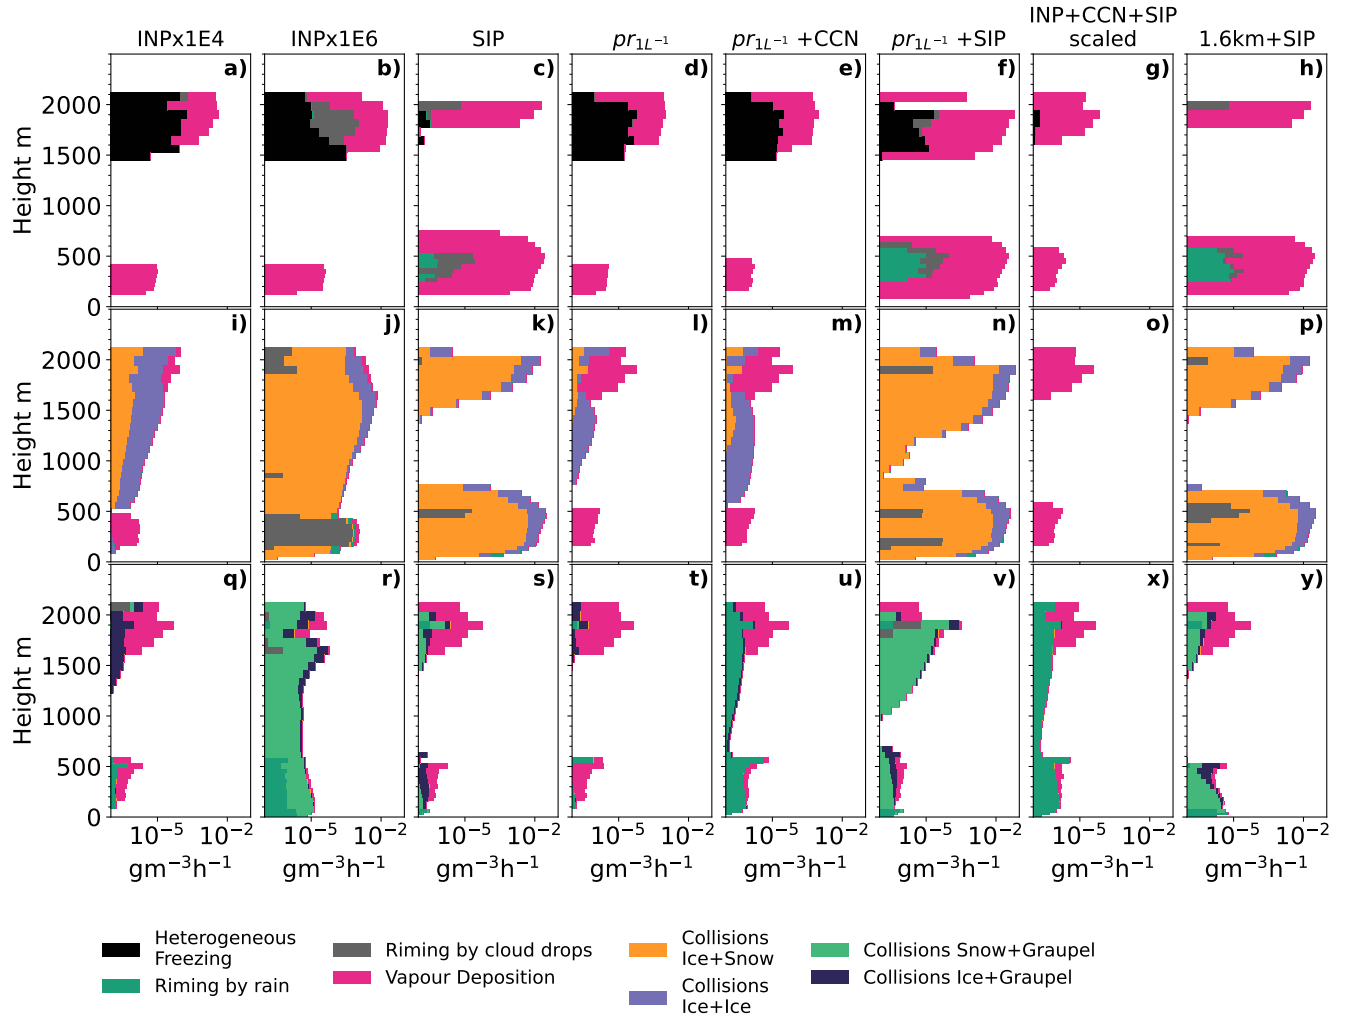 INPx1E4 INPx1E6 SIP pr1L−1 pr1L−1 +CCN pr1L−1 +SIP INP+CCN+SIP
scaled 1.6km+SIP
a) b) c) d) e) f) g) h)
Height m
2000
1500
1000
500
0
i) j) k) l) m) n) o) p)
Height m
2000
1500
1000
500
0
q) r) s) t) u) v) x) y)
Height m
2000
1500
1000
500
0
10−5 10−2 10−5 10−2 10−5 10−2 10−5 10−2 10−5 10−2 10−5 10−2 10−5 10−2 10−5 10−2
gm−3h−1 gm−3h−1 gm−3h−1 gm−3h−1 gm−3h−1 gm−3h−1 gm−3h−1 gm−3h−1
Heterogeneous
Freezing
Riming by rain
Riming by cloud drops
Vapour Deposition
Collisions
Ice+Snow
Collisions
Ice+Ice
Collisions Snow+Graupel
Collisions Ice+Graupel